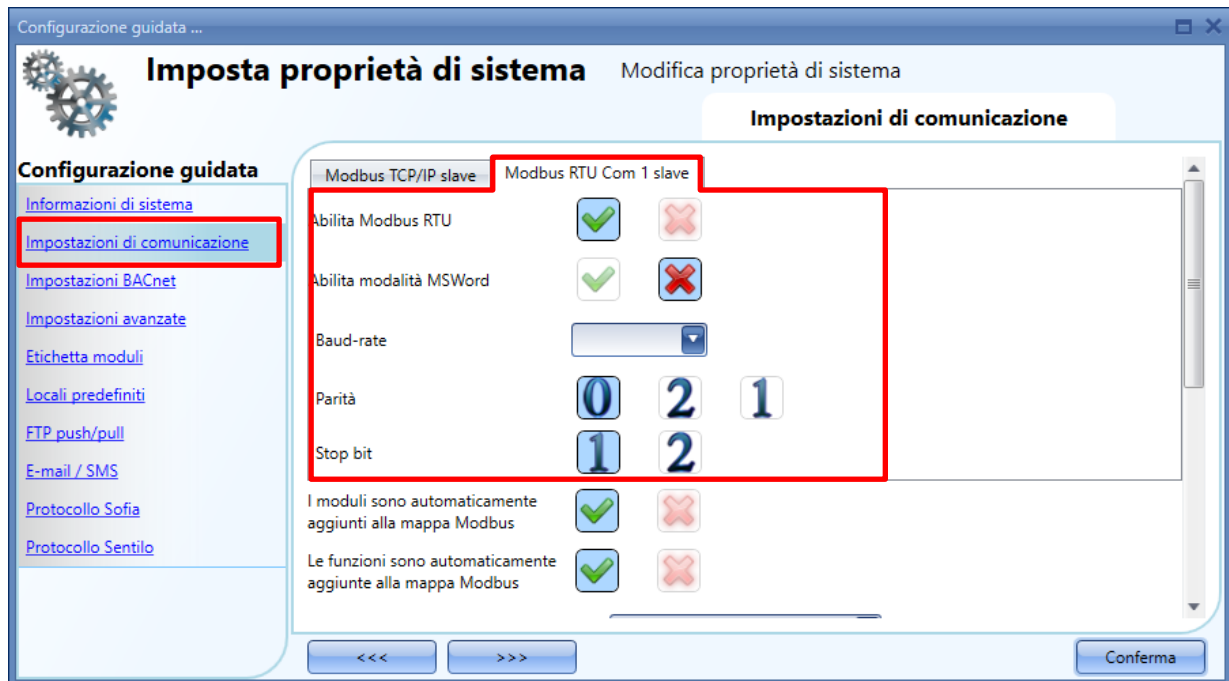 Configurazione guidata ...
Imposta proprietà di sistema Modifica proprietà di sistema
Impostazioni di comunicazione
Configurazione guidata
Informazioni di sistema
Impostazioni di comunicazione
Impostazioni BACnet
Impostazioni avanzate
Etichetta moduli
Locali predefiniti
FTP push/pull
E-mail / SMS
Protocollo Sofia
Protocollo Sentilo
Modbus TCP/IP slave Modbus RTU Com 1 slave
Abilita Modbus RTU
Abilita modalità MSWord
Baud-rate
Parità 0 2 1
Stop bit 1 2
I moduli sono automaticamente
aggiunti alla mappa Modbus
Le funzioni sono automaticamente
aggiunte alla mappa Modbus
<<< >>> Conferma